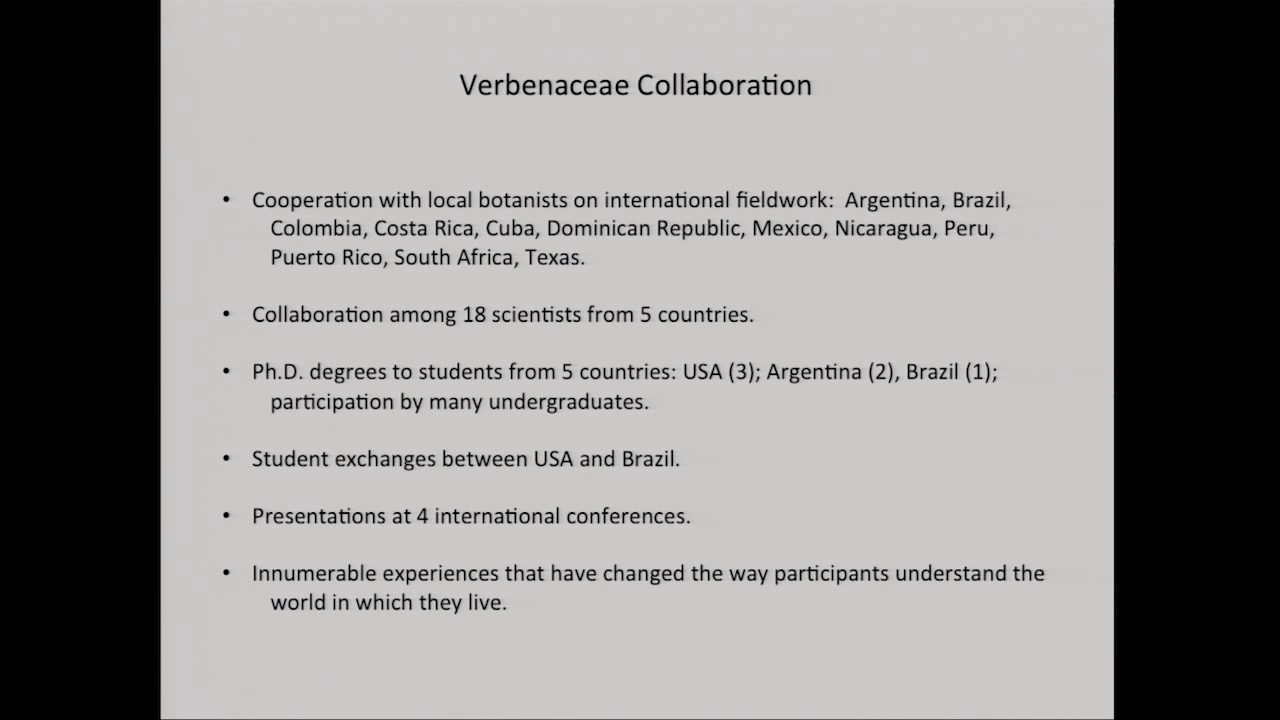 Verbenaceae Collaboration
• Cooperation with local botanists on international fieldwork: Argentina, Brazil,
Colombia, Costa Rica, Cuba, Dominican Republic, Mexico, Nicaragua, Peru,
Puerto Rico, South Africa, Texas.
• Collaboration among 18 scientists from 5 countries.
• Ph.D. degrees to students from 5 countries: USA (3); Argentina (2), Brazil (1);
participation by many undergraduates.
• Student exchanges between USA and Brazil.
• Presentations at 4 international conferences.
• Innumerable experiences that have changed the way participants understand the
world in which they live.